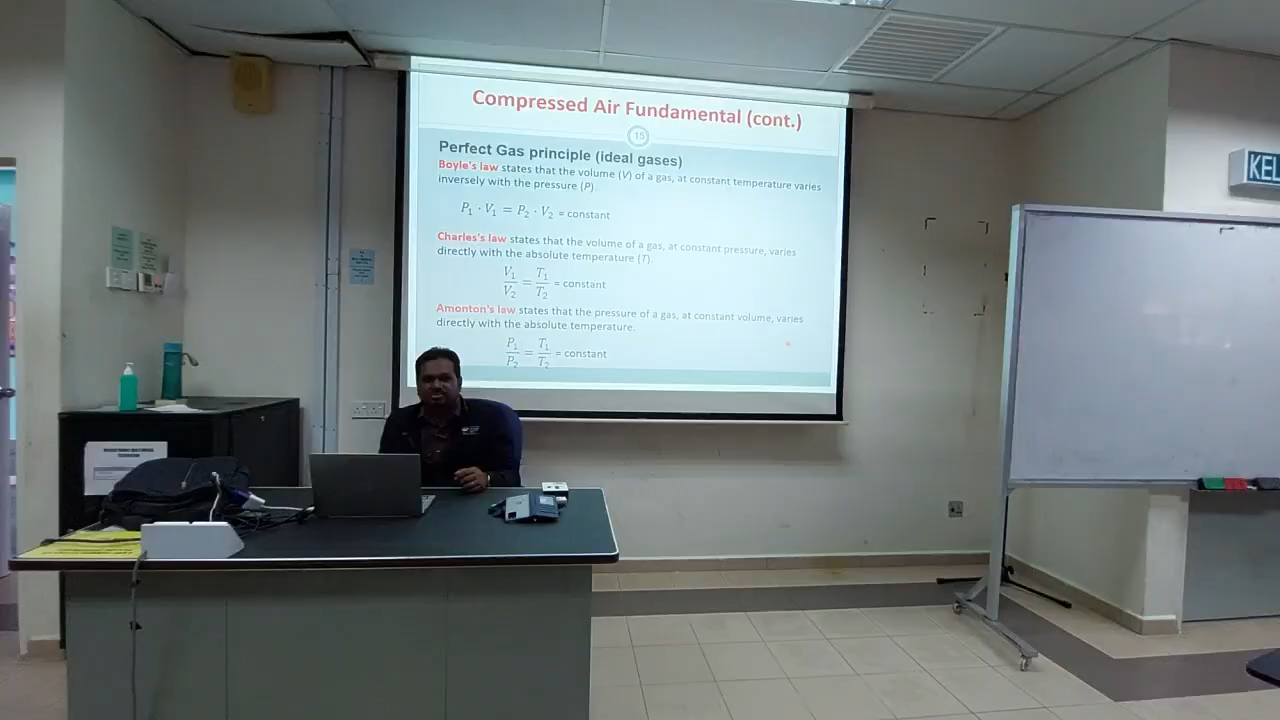 Compressed Air Fundamental (cont.)
15
Perfect Gas principle (ideal gases)
Boyle's law states that the volume (V) of a gas, at constant temperature varies
inversely with the pressure (P).
P₁ · V₁ = P₂ · V₂ = constant
Charles's law states that the volume of a gas, at constant pressure, varies
directly with the absolute temperature (T).
V₁/V₂ = T₁/T₂ = constant
Amonton's law states that the pressure of a gas, at constant volume, varies
directly with the absolute temperature.
P₁/P₂ = T₁/T₂ = constant
KEL